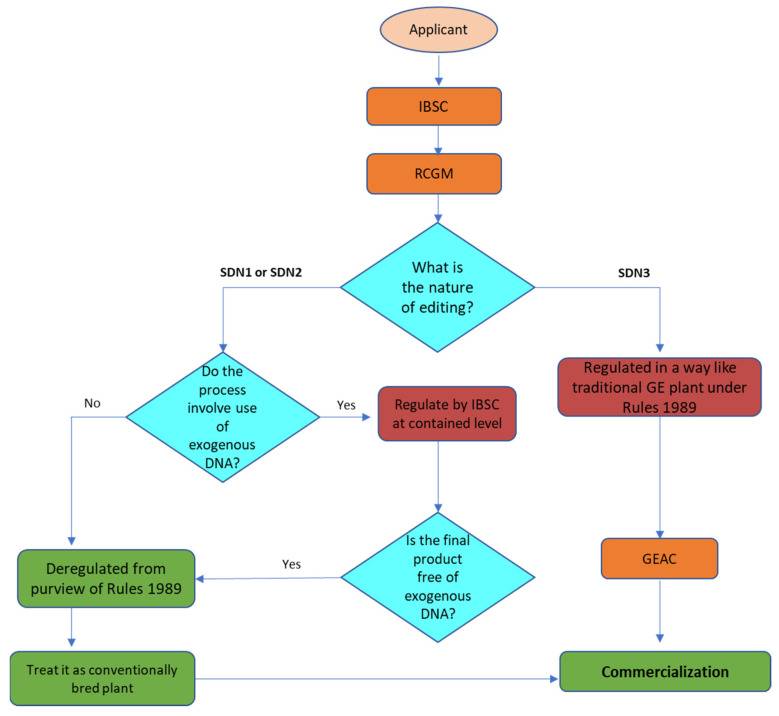 Applicant
IBSC
RCGM
What is
the nature
of editing?
SDN1 or SDN2
SDN3
Do the
process
involve use
of
exogenous
DNA?
No
Yes
Regulate by IBSC
at contained level
Regulated in a way like
traditional GE plant under
Rules 1989
Is the final
product
free of
exogenous
DNA?
Yes
Deregulated from
purview of Rules 1989
GEAC
Treat it as conventionally
bred plant
Commercialization